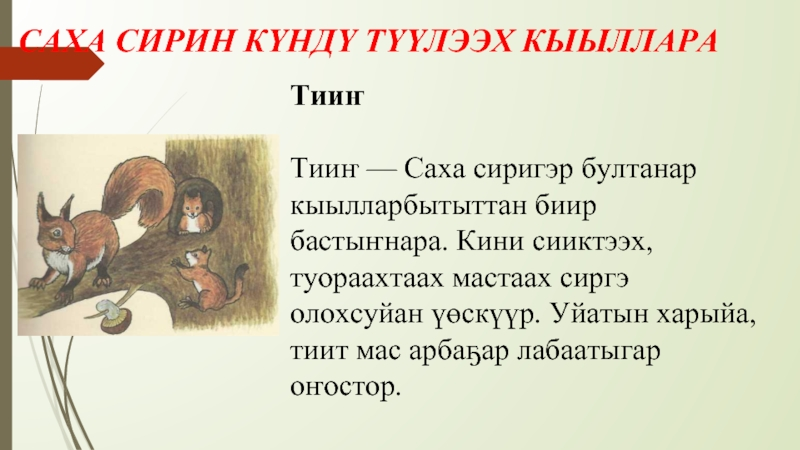 САХА СИРИН КҮНДҮ ТҮҮЛЭЭХ КЫЫЛЛАРА
Тииҥ
Тииҥ — Саха сиригэр бултанар
кыылларбытыттан биир
бастыҥнара. Кини сииктээх,
туораахтаах мастаах сиргэ
олохсуйан үөскүүр. Уйатын харыйа,
тиит мас арбаҕар лабаатыгар
оҥостор.